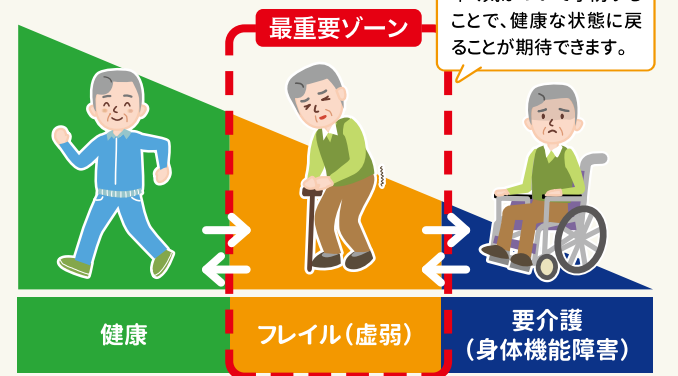 最重要ゾーン
ことで、健康な状態に戻
ることが期待できます。
健康
フレイル（虚弱）
要介護
（身体機能障害）